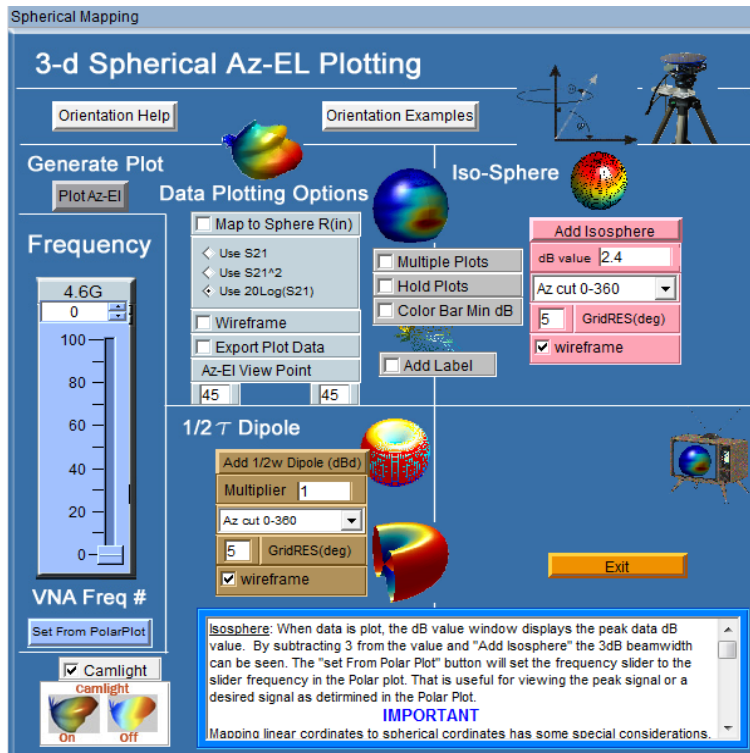 Spherical Mapping
3-d Spherical Az-EL Plotting
Orientation Help
Orientation Examples
Generate Plot
Plot Az-El
Data Plotting Options
Iso-Sphere
Map to Sphere R(in)
Use S21
Use S21^2
Use 20Log(S21)
Wireframe
Export Plot Data
Az-El View Point
45
45
Multiple Plots
Hold Plots
Color Bar Min dB
Add Label
Add Isosphere
dB value 2.4
Az cut 0-360
5 GridRES(deg)
wireframe
Frequency
4.6G
0
100
80
60
40
20
0
VNA Freq #
Set From PolarPlot
Camlight
Camlight
On Off
1/2 τ Dipole
Add 1/2w Dipole (dBd)
Multiplier 1
Az cut 0-360
5 GridRES(deg)
wireframe
Exit
Isosphere: When data is plot, the dB value window displays the peak data dB
value. By subtracting 3 from the value and "Add Isosphere" the 3dB beamwidth
can be seen. The "set From Polar Plot" button will set the frequency slider to the
slider frequency in the Polar plot. That is useful for viewing the peak signal or a
desired signal as detirmined in the Polar Plot.
IMPORTANT
Mapping linear cordinates to spherical cordinates has some special considerations.